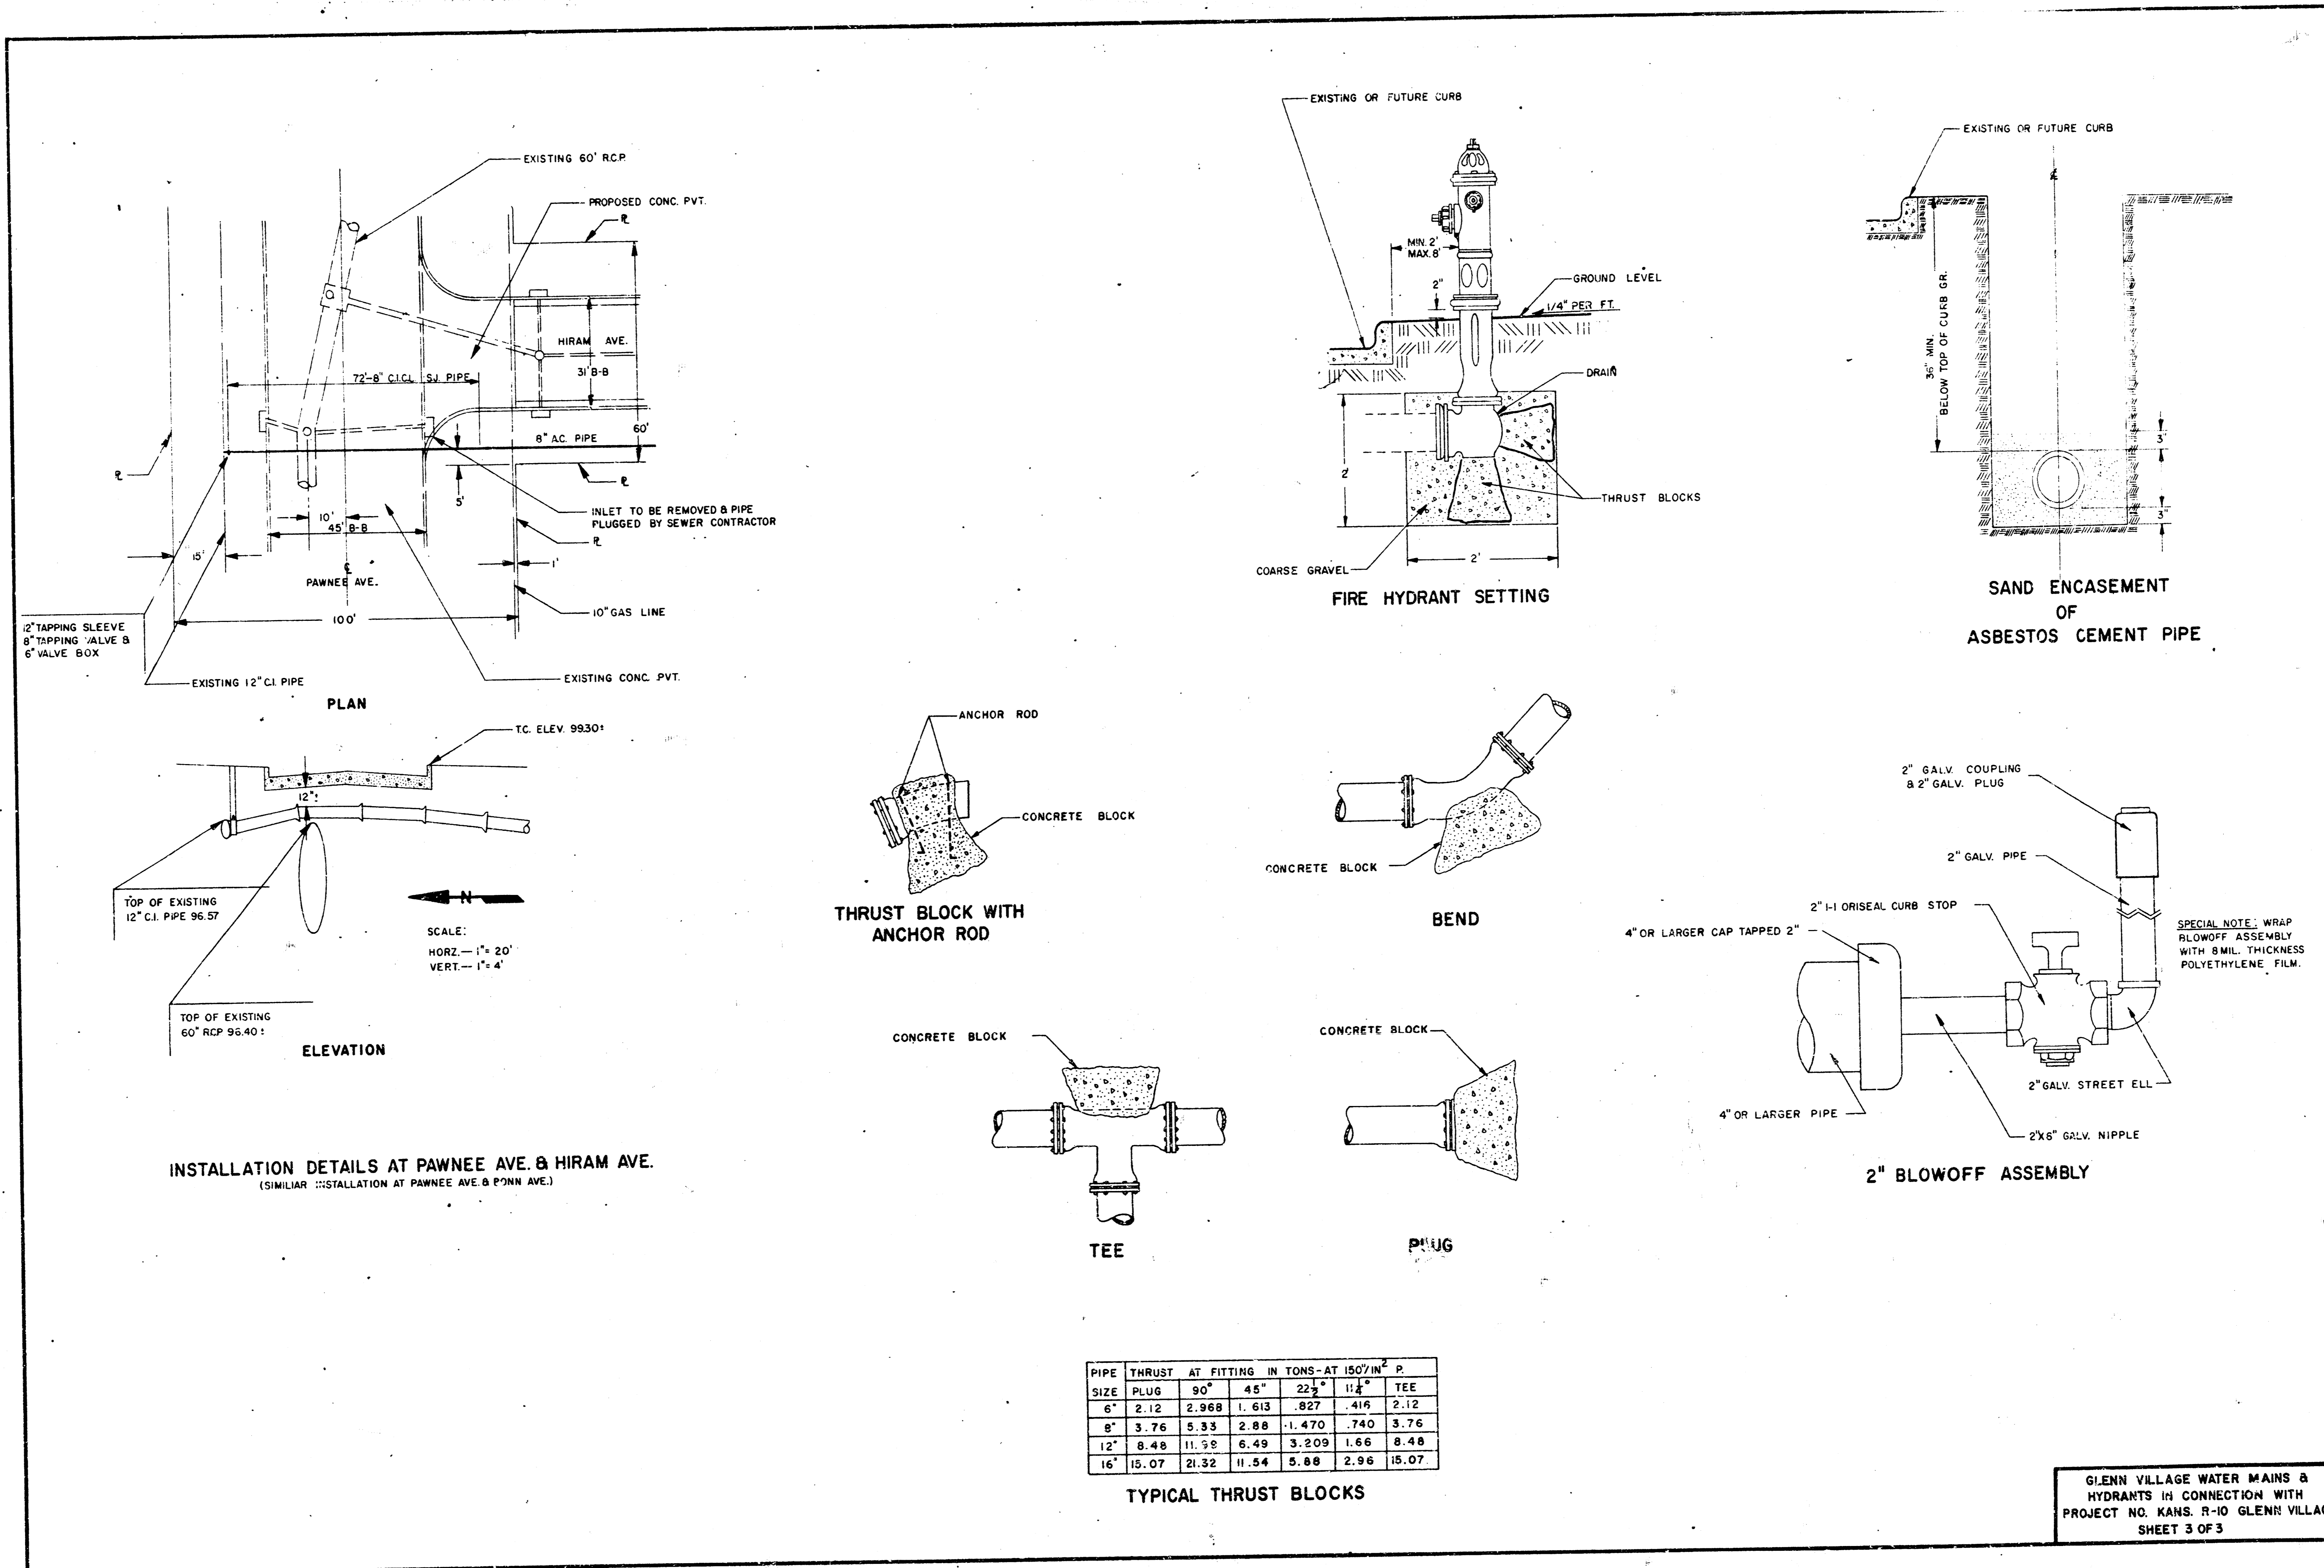 EXISTING 60' R.C.P.
PROPOSED CONC. PVT.
HIRAM AVE.
31' B-B
72'-8" C.I.C.L. S.J. PIPE
60'
8" A.C. PIPE
5'
INLET TO BE REMOVED & PIPE
PLUGGED BY SEWER CONTRACTOR
10'
45' B-B
15'
1'
PAWNEE AVE.
10" GAS LINE
100'
12" TAPPING SLEEVE
8" TAPPING VALVE &
6" VALVE BOX
EXISTING 12" C.I. PIPE
EXISTING CONC. PVT.
PLAN
T.C. ELEV. 99.30±
12"±
TOP OF EXISTING
12" C.I. PIPE 96.57
N
SCALE:
HORZ.— 1"= 20'
VERT.— 1"= 4'
TOP OF EXISTING
60" RCP 96.40±
ELEVATION
INSTALLATION DETAILS AT PAWNEE AVE. & HIRAM AVE.
(SIMILIAR INSTALLATION AT PAWNEE AVE. & BONN AVE.)
EXISTING OR FUTURE CURB
MIN. 2'
MAX. 8'
2"
GROUND LEVEL
1/4" PER FT.
DRAIN
2'
THRUST BLOCKS
COARSE GRAVEL
2'
FIRE HYDRANT SETTING
EXISTING OR FUTURE CURB
36" MIN.
BELOW TOP OF CURB GR.
3"
3"
SAND ENCASEMENT
OF
ASBESTOS CEMENT PIPE
ANCHOR ROD
CONCRETE BLOCK
THRUST BLOCK WITH
ANCHOR ROD
CONCRETE BLOCK
BEND
CONCRETE BLOCK
TEE
CONCRETE BLOCK
PLUG
2" GALV. COUPLING
& 2" GALV. PLUG
2" GALV. PIPE
2" H-1 ORISEAL CURB STOP
4" OR LARGER CAP TAPPED 2"
SPECIAL NOTE: WRAP
BLOWOFF ASSEMBLY
WITH 8 MIL. THICKNESS
POLYETHYLENE FILM.
2" GALV. STREET ELL
4" OR LARGER PIPE
2"X6" GALV. NIPPLE
2" BLOWOFF ASSEMBLY
PIPE THRUST AT FITTING IN TONS-AT 150#/IN² P.
SIZE PLUG 90° 45° 22½° 11¼° TEE
6" 2.12 2.968 1.613 .827 .416 2.12
8" 3.76 5.33 2.88 1.470 .740 3.76
12" 8.48 6.49 3.209 1.66 8.48
16" 15.07 21.32 11.54 5.88 2.96 15.07
TYPICAL THRUST BLOCKS
GLENN VILLAGE WATER MAINS &
HYDRANTS IN CONNECTION WITH
PROJECT NO. KANS. R-10 GLENN VILLAG
SHEET 3 OF 3